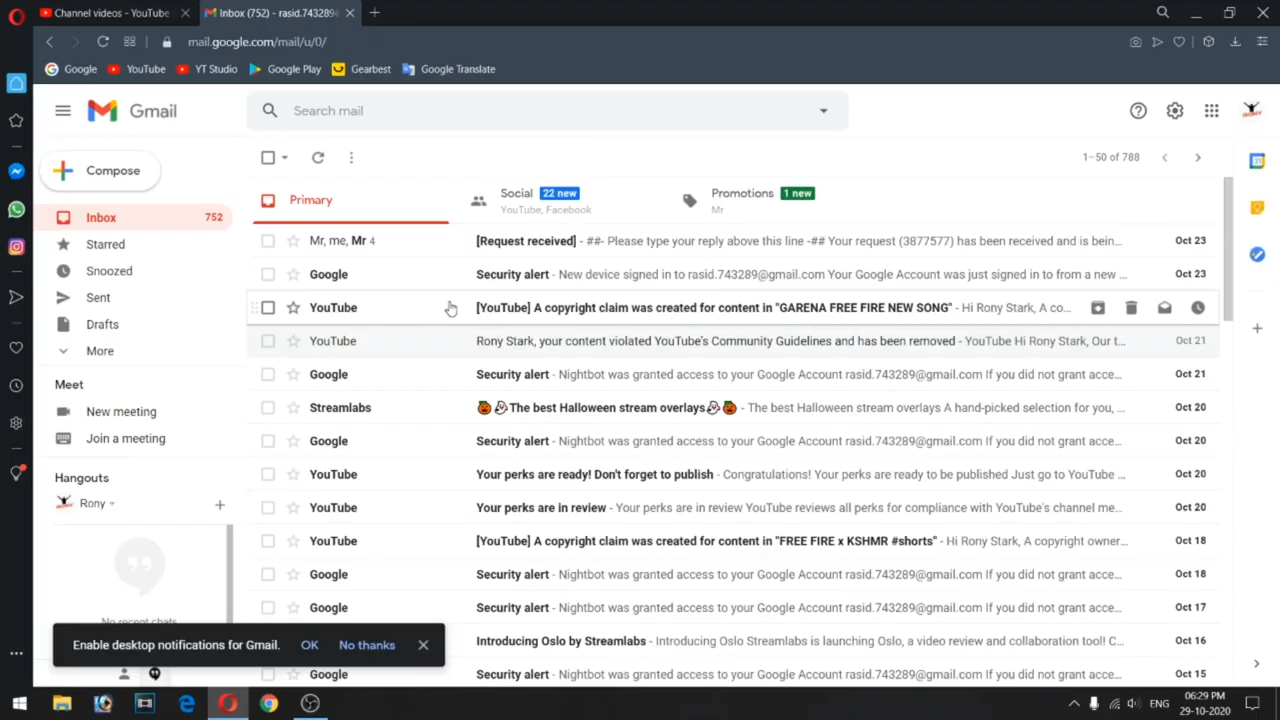 Channel videos - YouTube
Inbox (752) - rasid.743289@
mail.google.com/mail/u/0/
Google YouTube YT Studio Google Play Gearbest Google Translate
Gmail
Search mail
Compose
1–50 of 788
Inbox 752
Starred
Snoozed
Sent
Drafts
More
Meet
New meeting
Join a meeting
Hangouts
Rony
No recent chats
Primary
Social 22 new
YouTube, Facebook
Promotions 1 new
Mr
Mr, me, Mr 4 [Request received] - ##- Please type your reply above this line -## Your request (3877577) has been received and is bein... Oct 23
Google Security alert - New device signed in to rasid.743289@gmail.com Your Google Account was just signed in to from a new ... Oct 23
YouTube [YouTube] A copyright claim was created for content in "GARENA FREE FIRE NEW SONG" - Hi Rony Stark, A co...
YouTube Rony Stark, your content violated YouTube's Community Guidelines and has been removed - YouTube Hi Rony Stark, Our t... Oct 21
Google Security alert - Nightbot was granted access to your Google Account rasid.743289@gmail.com If you did not grant acce... Oct 21
Streamlabs 🎃👻The best Halloween stream overlays👻🎃 - The best Halloween stream overlays A hand-picked selection for you, ... Oct 20
Google Security alert - Nightbot was granted access to your Google Account rasid.743289@gmail.com If you did not grant acce... Oct 20
YouTube Your perks are ready! Don't forget to publish - Congratulations! Your perks are ready to be published Just go to YouTube ... Oct 20
YouTube Your perks are in review - Your perks are in review YouTube reviews all perks for compliance with YouTube's channel me... Oct 20
YouTube [YouTube] A copyright claim was created for content in "FREE FIRE x KSHMR #shorts" - Hi Rony Stark, A copyright owner... Oct 18
Google Security alert - Nightbot was granted access to your Google Account rasid.743289@gmail.com If you did not grant acce... Oct 18
Google Security alert - Nightbot was granted access to your Google Account rasid.743289@gmail.com If you did not grant acce... Oct 17
Introducing Oslo by Streamlabs - Introducing Oslo Streamlabs is launching Oslo, a video review and collaboration tool! C... Oct 16
Google Security alert - Nightbot was granted access to your Google Account rasid.743289@gmail.com If you did not grant acce... Oct 15
Enable desktop notifications for Gmail. OK No thanks
ENG
06:29 PM
29-10-2020